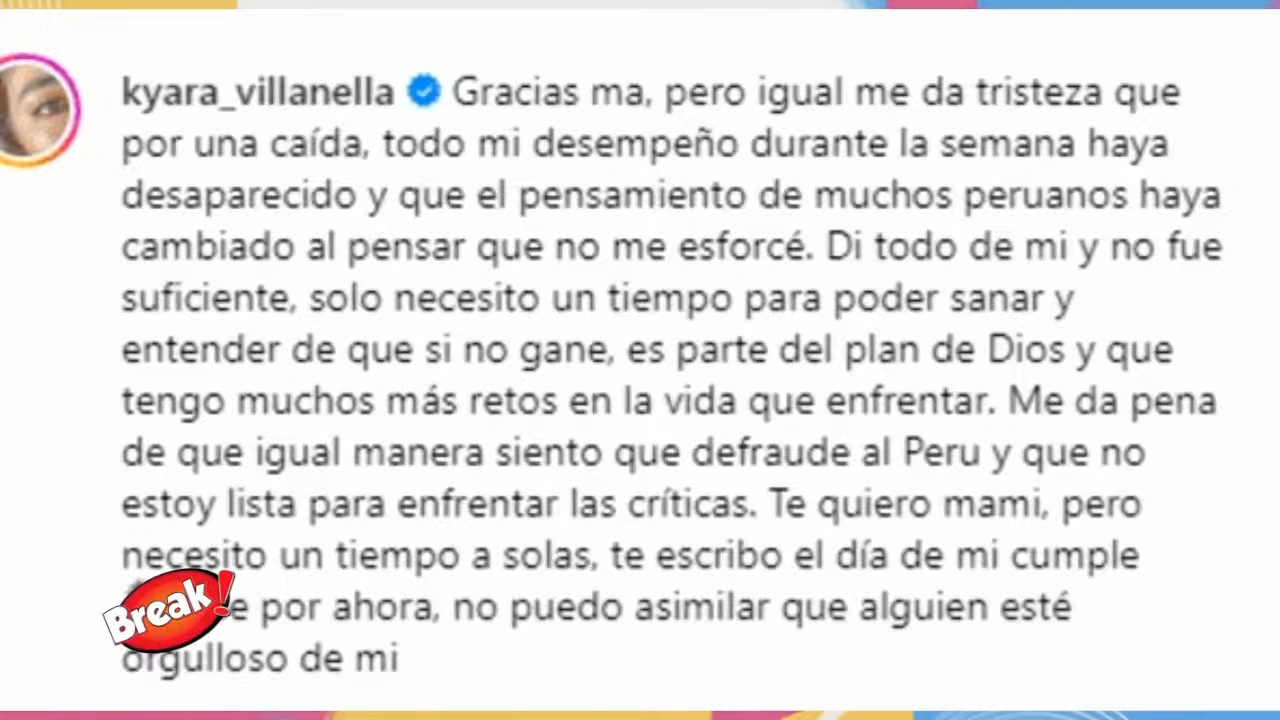 kyara_villanella Gracias ma, pero igual me da tristeza que
por una caída, todo mi desempeño durante la semana haya
desaparecido y que el pensamiento de muchos peruanos haya
cambiado al pensar que no me esforcé. Di todo de mi y no fue
suficiente, solo necesito un tiempo para poder sanar y
entender de que si no gane, es parte del plan de Dios y que
tengo muchos más retos en la vida que enfrentar. Me da pena
de que igual manera siento que defraude al Peru y que no
estoy lista para enfrentar las críticas. Te quiero mami, pero
necesito un tiempo a solas, te escribo el día de mi cumple
por ahora, no puedo asimilar que alguien esté
orgulloso de mi
Break!